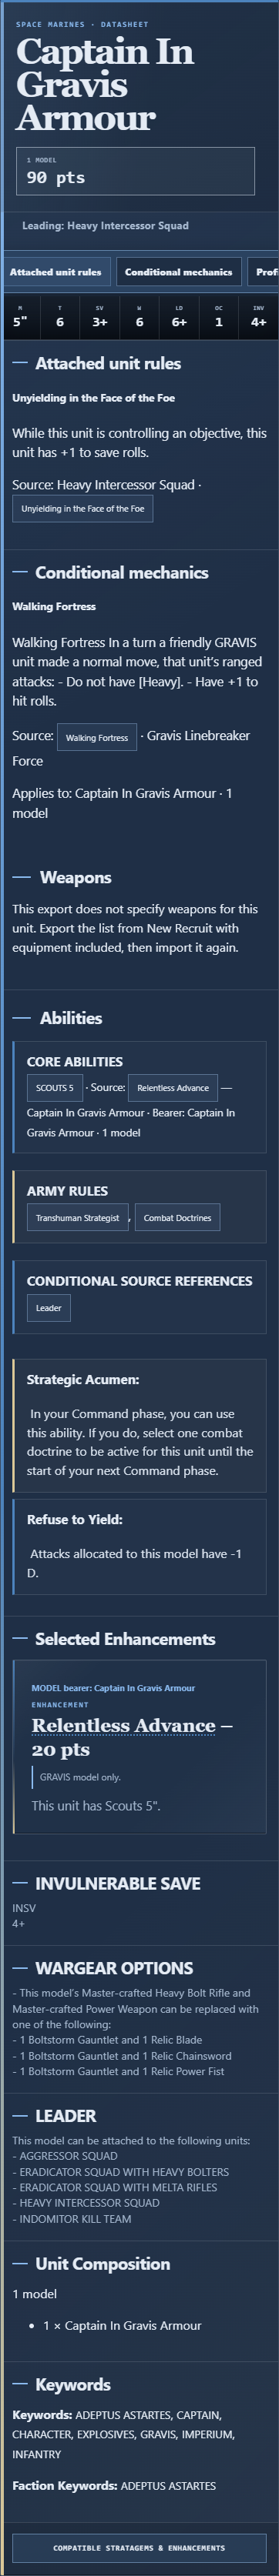 SPACE MARINES · DATASHEET
Captain In
Gravis
Armour
1 MODEL
90 pts
Leading: Heavy Intercessor Squad
Attached unit rules
Conditional mechanics
Profi
M T SV W LD OC INV
5" 6 3+ 6 6+ 1 4+
Attached unit rules
Unyielding in the Face of the Foe
While this unit is controlling an objective, this
unit has +1 to save rolls.
Source: Heavy Intercessor Squad ·
Unyielding in the Face of the Foe
Conditional mechanics
Walking Fortress
Walking Fortress In a turn a friendly GRAVIS
unit made a normal move, that unit's ranged
attacks: - Do not have [Heavy]. - Have +1 to
hit rolls.
Source: Walking Fortress · Gravis Linebreaker
Force
Applies to: Captain In Gravis Armour · 1
model
Weapons
This export does not specify weapons for this
unit. Export the list from New Recruit with
equipment included, then import it again.
Abilities
CORE ABILITIES
SCOUTS 5 · Source: Relentless Advance —
Captain In Gravis Armour · Bearer: Captain In
Gravis Armour · 1 model
ARMY RULES
Transhuman Strategist , Combat Doctrines
CONDITIONAL SOURCE REFERENCES
Leader
Strategic Acumen:
In your Command phase, you can use
this ability. If you do, select one combat
doctrine to be active for this unit until the
start of your next Command phase.
Refuse to Yield:
Attacks allocated to this model have -1
D.
Selected Enhancements
MODEL bearer: Captain In Gravis Armour
ENHANCEMENT
Relentless Advance —
20 pts
GRAVIS model only.
This unit has Scouts 5".
INVULNERABLE SAVE
INSV
4+
WARGEAR OPTIONS
- This model's Master-crafted Heavy Bolt Rifle and
Master-crafted Power Weapon can be replaced with
one of the following:
- 1 Boltstorm Gauntlet and 1 Relic Blade
- 1 Boltstorm Gauntlet and 1 Relic Chainsword
- 1 Boltstorm Gauntlet and 1 Relic Power Fist
LEADER
This model can be attached to the following units:
- AGGRESSOR SQUAD
- ERADICATOR SQUAD WITH HEAVY BOLTERS
- ERADICATOR SQUAD WITH MELTA RIFLES
- HEAVY INTERCESSOR SQUAD
- INDOMITOR KILL TEAM
Unit Composition
1 model
• 1 × Captain In Gravis Armour
Keywords
Keywords: ADEPTUS ASTARTES, CAPTAIN,
CHARACTER, EXPLOSIVES, GRAVIS, IMPERIUM,
INFANTRY
Faction Keywords: ADEPTUS ASTARTES
COMPATIBLE STRATAGEMS & ENHANCEMENTS